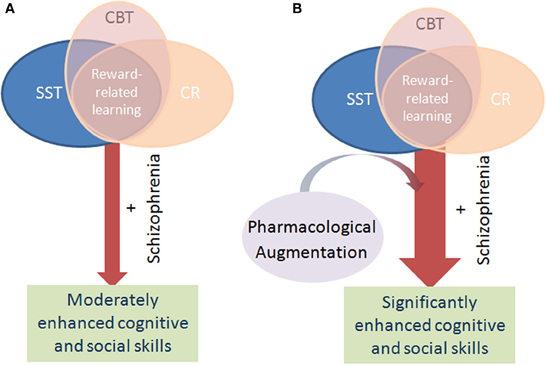 A
CBT
SST
Reward-
related
learning
CR
+
Schizophrenia
Moderately
enhanced cognitive
and social skills
B
CBT
SST
Reward-
related
learning
CR
Pharmacological
Augmentation
+
Schizophrenia
Significantly
enhanced cognitive
and social skills